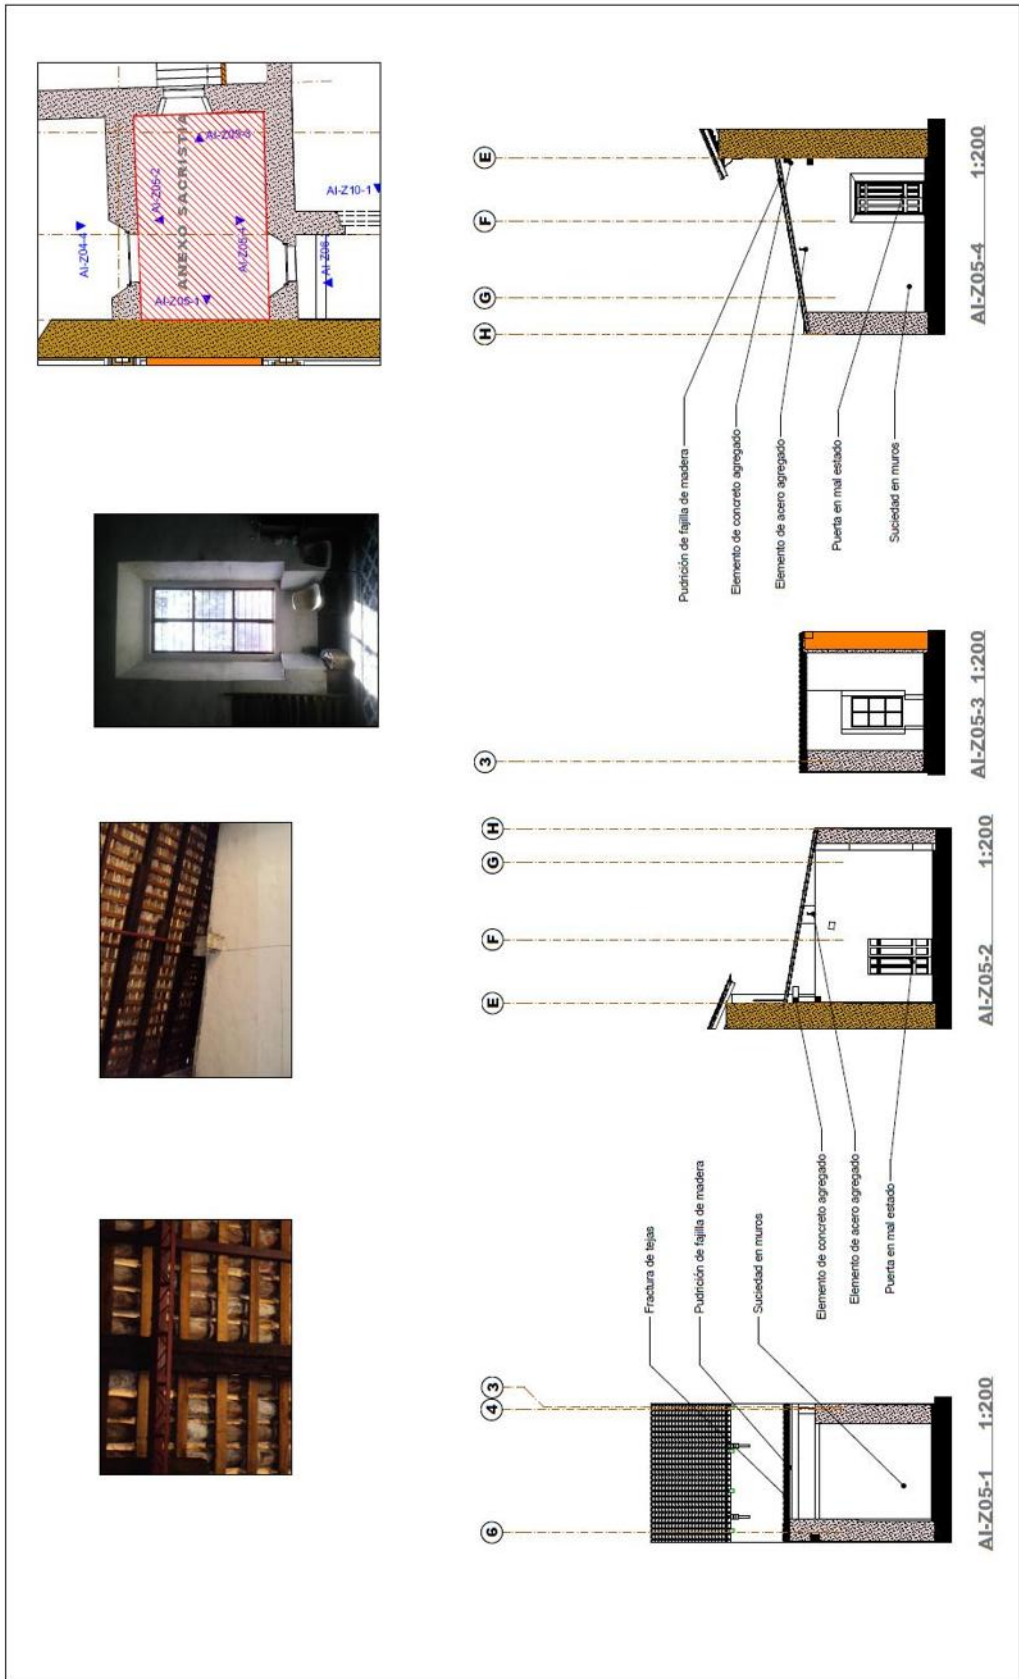 AI-Z04-4
AI-Z05-1
AI-Z05-2
ANEXO SACRISTIA
AI-Z05-3
AI-Z05-4
AI-Z06-
AI-Z10-1
6
4
3
Fractura de tejas
Pudrición de fajilla de madera
Suciedad en muros
AI-Z05-1 1:200
E
F
G
H
Elemento de concreto agregado
Elemento de acero agregado
Puerta en mal estado
AI-Z05-2 1:200
3
AI-Z05-3 1:200
H
G
F
E
Pudrición de fajilla de madera
Elemento de concreto agregado
Elemento de acero agregado
Puerta en mal estado
Suciedad en muros
AI-Z05-4 1:200